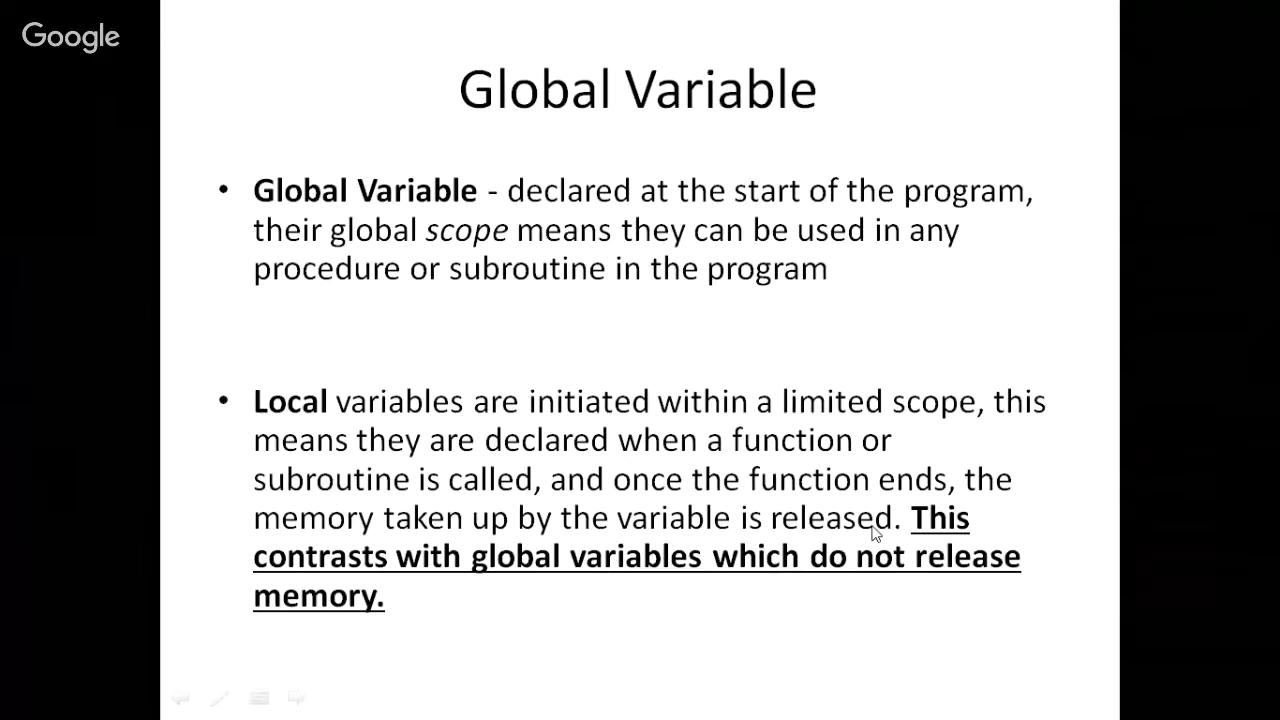 Google
Global Variable
• Global Variable - declared at the start of the program,
their global scope means they can be used in any
procedure or subroutine in the program
• Local variables are initiated within a limited scope, this
means they are declared when a function or
subroutine is called, and once the function ends, the
memory taken up by the variable is released. This
contrasts with global variables which do not release
memory.